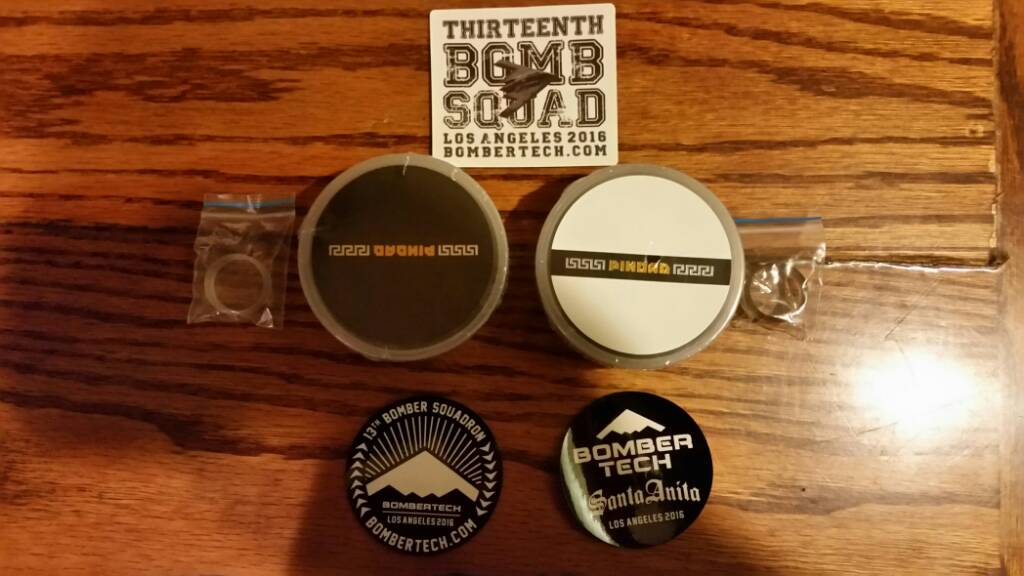 THIRTEENTH
BOMB
SQUAD
LOS ANGELES 2016
BOMBERTECH.COM
PINDAD
PINDAD
13TH BOMBER SQUADRON
BOMBERTECH
LOS ANGELES 2016
BOMBERTECH.COM
BOMBER
TECH
Santa Anita
LOS ANGELES 2016